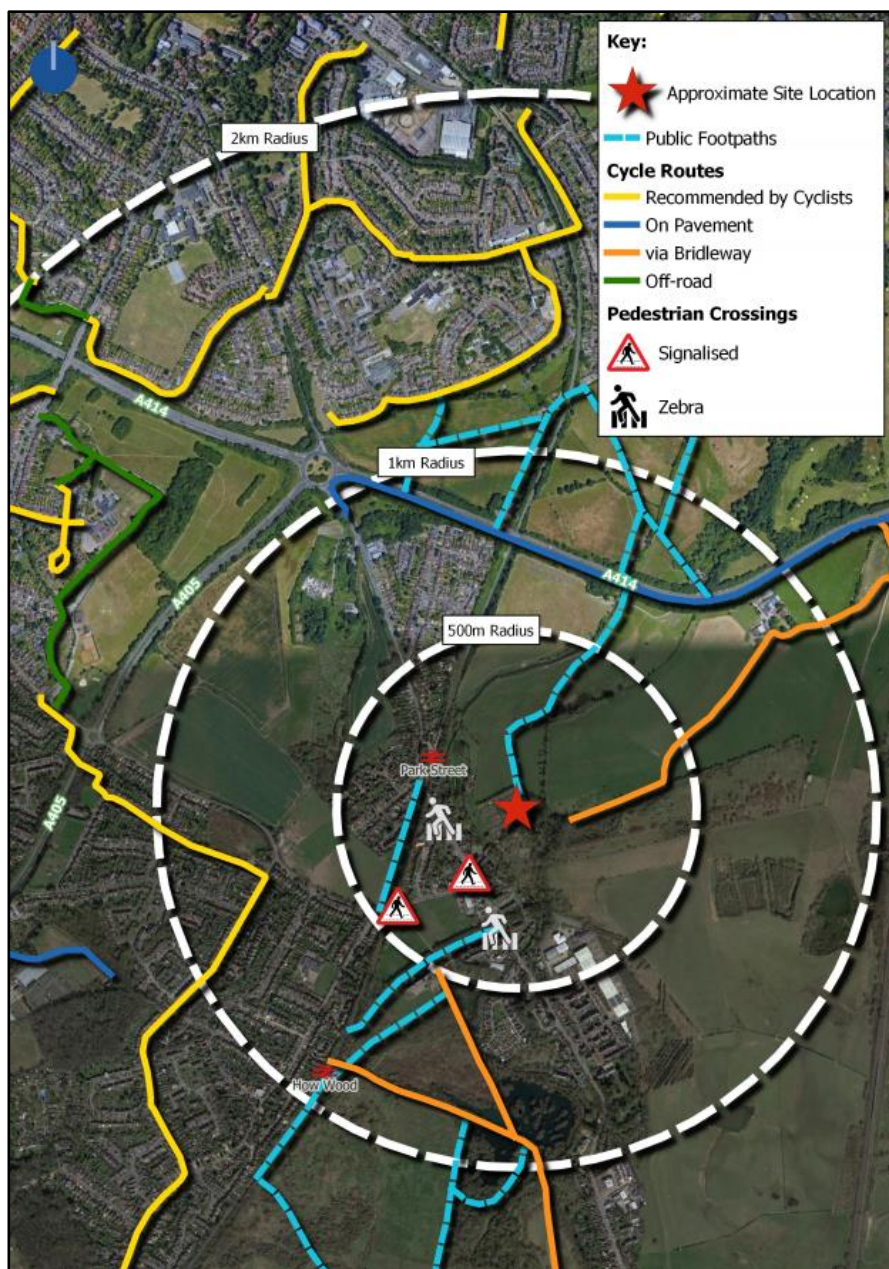 Key:
Approximate Site Location
Public Footpaths
Cycle Routes
Recommended by Cyclists
On Pavement
via Bridleway
Off-road
Pedestrian Crossings
Signalised
Zebra
2km Radius
A414
1km Radius
A405
A414
500m Radius
Park Street
A405
How Wood